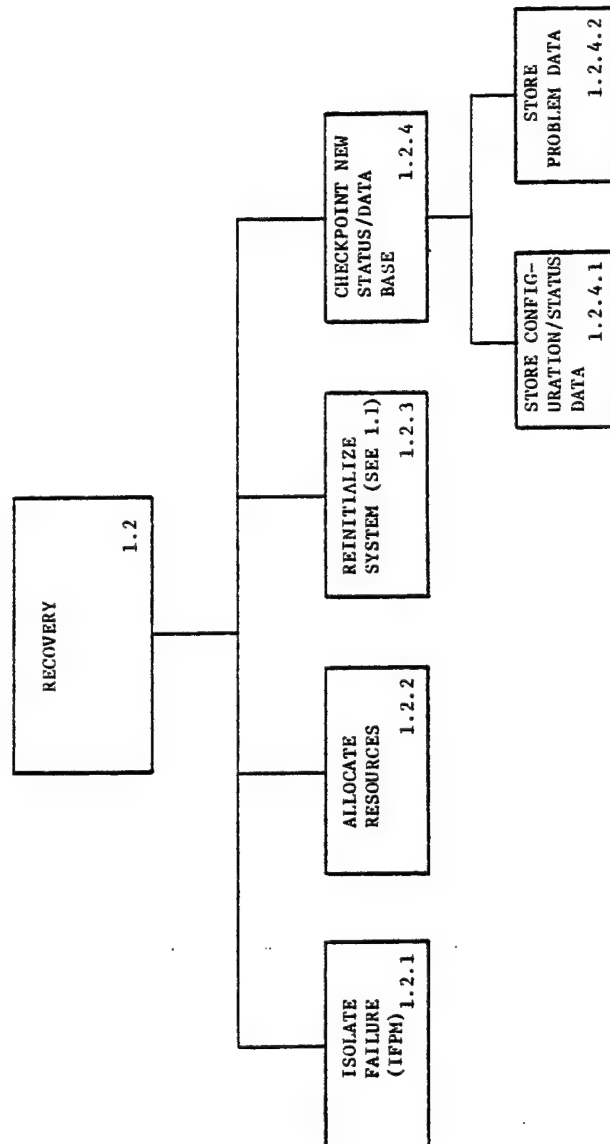 RECOVERY
1.2
ISOLATE
FAILURE
(IFPM)
1.2.1
ALLOCATE
RESOURCES
1.2.2
REINITIALIZE
SYSTEM (SEE 1.1)
1.2.3
CHECKPOINT NEW
STATUS/DATA
BASE
1.2.4
STORE CONFIG-
URATION/STATUS
DATA
1.2.4.1
STORE
PROBLEM DATA
1.2.4.2